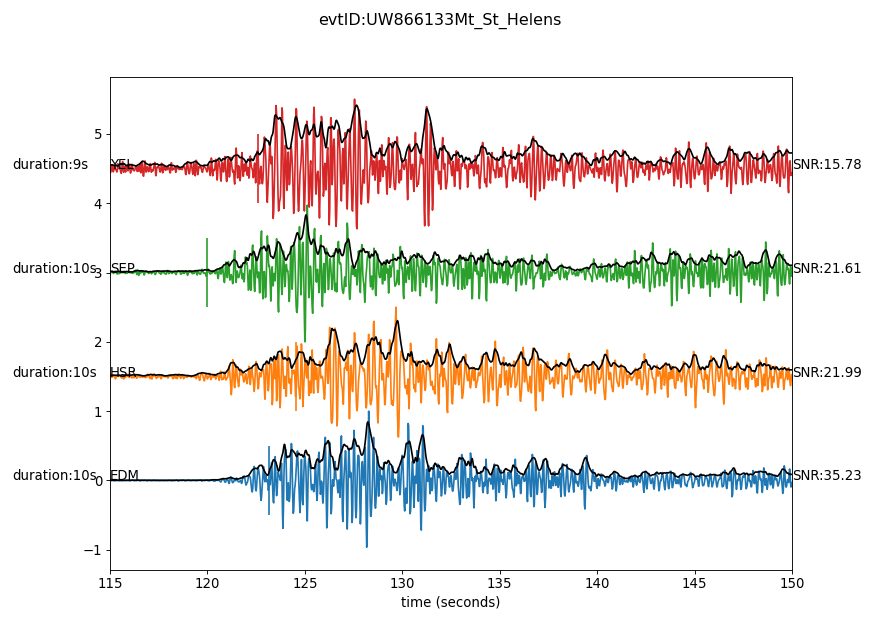 evtID:UW866133Mt_St_Helens
5
duration:9s YEL SNR:15.78
4
duration:10s SEP SNR:21.61
3
2
duration:10s HSR SNR:21.99
1
duration:10s EDM SNR:35.23
0
−1
115 120 125 130 135 140 145 150
time (seconds)